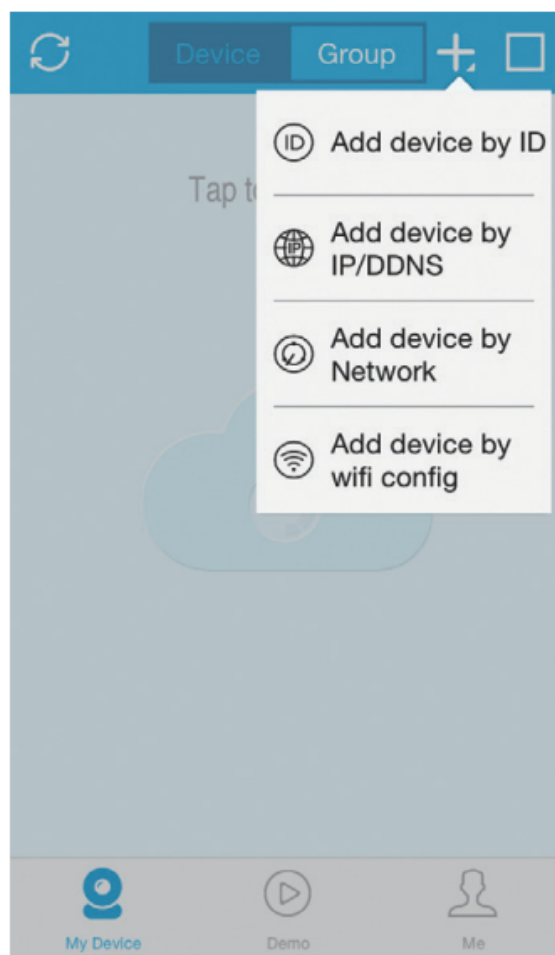 Device
Group
ID
Add device by ID
Tap to
IP
Add device by
IP/DDNS
Add device by
Network
Add device by
wifi config
My Device
Demo
Me